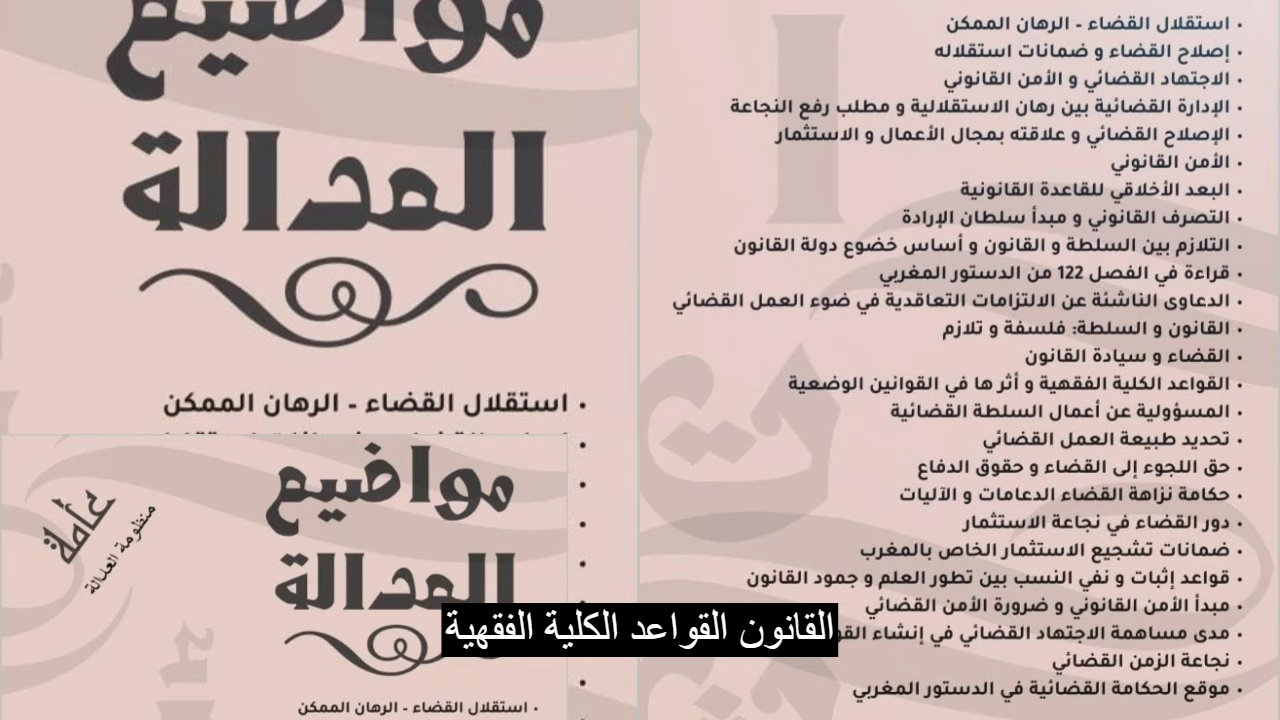 مواضيع
العدالة
• استقلال القضاء - الرهان الممكن
مواضيع
العدالة
عامة
منظومة العدالة
• استقلال القضاء - الرهان الممكن
• استقلال القضاء - الرهان الممكن
• إصلاح القضاء و ضمانات استقلاله
• الاجتهاد القضائي و الأمن القانوني
• الإدارة القضائية بين رهان الاستقلالية و مطلب رفع النجاعة
• الإصلاح القضائي و علاقته بمجال الأعمال و الاستثمار
• الأمن القانوني
• البعد الأخلاقي للقاعدة القانونية
• التصرف القانوني و مبدأ سلطان الإرادة
• التلازم بين السلطة و القانون و أساس خضوع دولة القانون
• قراءة في الفصل 122 من الدستور المغربي
• الدعاوى الناشئة عن الالتزامات التعاقدية في ضوء العمل القضائي
• القانون و السلطة: فلسفة و تلازم
• القضاء و سيادة القانون
• القواعد الكلية الفقهية و أثر ها في القوانين الوضعية
• المسؤولية عن أعمال السلطة القضائية
• تحديد طبيعة العمل القضائي
• حق اللجوء إلى القضاء و حقوق الدفاع
• حكامة نزاهة القضاء الدعامات و الآليات
• دور القضاء في نجاعة الاستثمار
• ضمانات تشجيع الاستثمار الخاص بالمغرب
• قواعد إثبات و نفي النسب بين تطور العلم و جمود القانون
• مبدأ الأمن القانوني و ضرورة الأمن القضائي
• مدى مساهمة الاجتهاد القضائي في إنشاء
• نجاعة الزمن القضائي
• موقع الحكامة القضائية في الدستور المغربي
القانون القواعد الكلية الفقهية